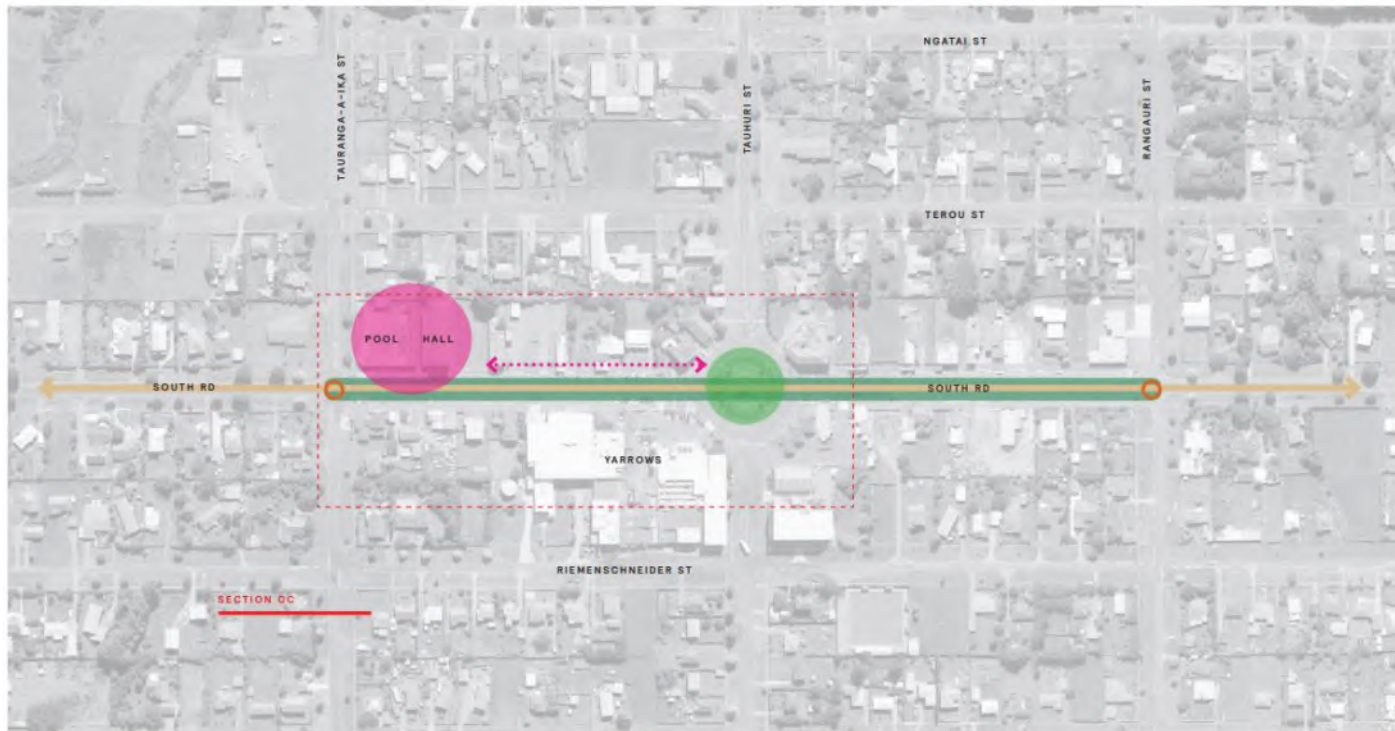 NGATAI ST
TAURANGA-A-IKA ST
TAUHURI ST
RANGAURI ST
TEROU ST
POOL HALL
SOUTH RD
SOUTH RD
YARROWS
RIEMENSCHNEIDER ST
SECTION CC